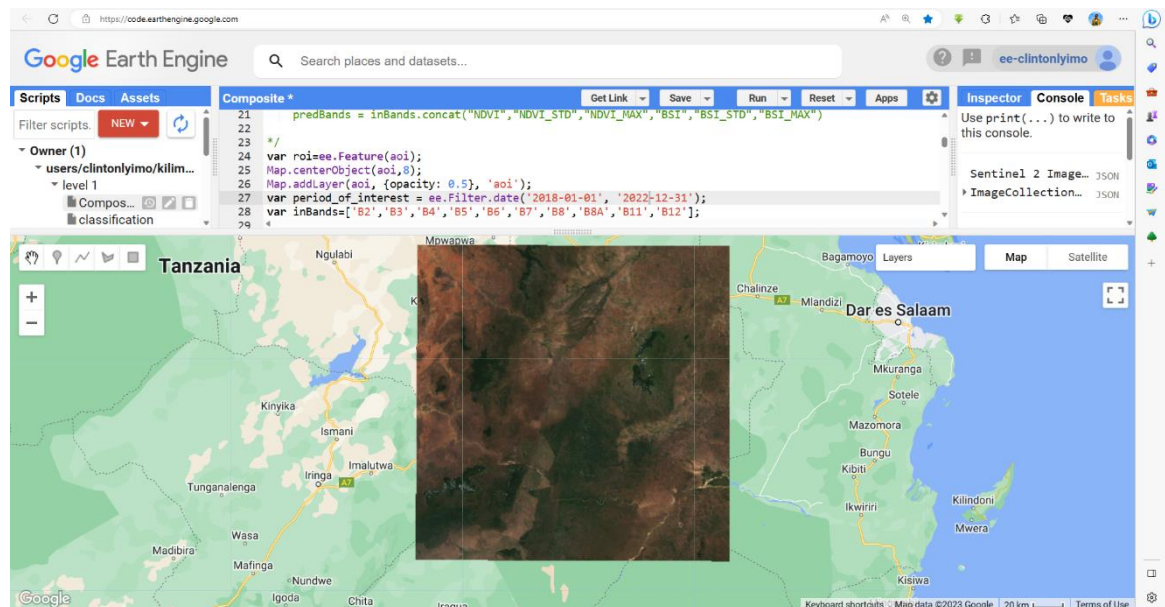 https://code.earthengine.google.com
Google Earth Engine
Search places and datasets...
ee-clintonlyimo
Scripts Docs Assets
Filter scripts.
NEW
Owner (1)
users/clintonlyimo/kilim...
level 1
Compos...
classification
Composite *
Get Link Save Run Reset Apps
21 predBands = inBands.concat("NDVI","NDVI_STD","NDVI_MAX","BSI","BSI_STD","BSI_MAX")
22
23 */
24 var roi=ee.Feature(aoi);
25 Map.centerObject(aoi,8);
26 Map.addLayer(aoi, {opacity: 0.5}, 'aoi');
27 var period_of_interest = ee.Filter.date('2018-01-01', '2022-12-31');
28 var inBands=['B2','B3','B4','B5','B6','B7','B8','B8A','B11','B12'];
29
Inspector Console Tasks
Use print(...) to write to
this console.
Sentinel 2 Image… JSON
ImageCollection… JSON
Tanzania
Ngulabi
Mpwapwa
Bagamoyo
Layers
Map Satellite
Chalinze
A7
Mlandizi
Dar es Salaam
Mkuranga
Sotele
Kinyika
Mazomora
Ismani
Bungu
Imalutwa
Kibiti
Iringa
A7
Tunganalenga
Ikwiriri
Kilindoni
Mwera
Wasa
Madibira
Mafinga
Nundwe
Kisiwa
Igoda
Chita
Google
Keyboard shortcuts
Map data ©2023 Google
20 km
Terms of Use